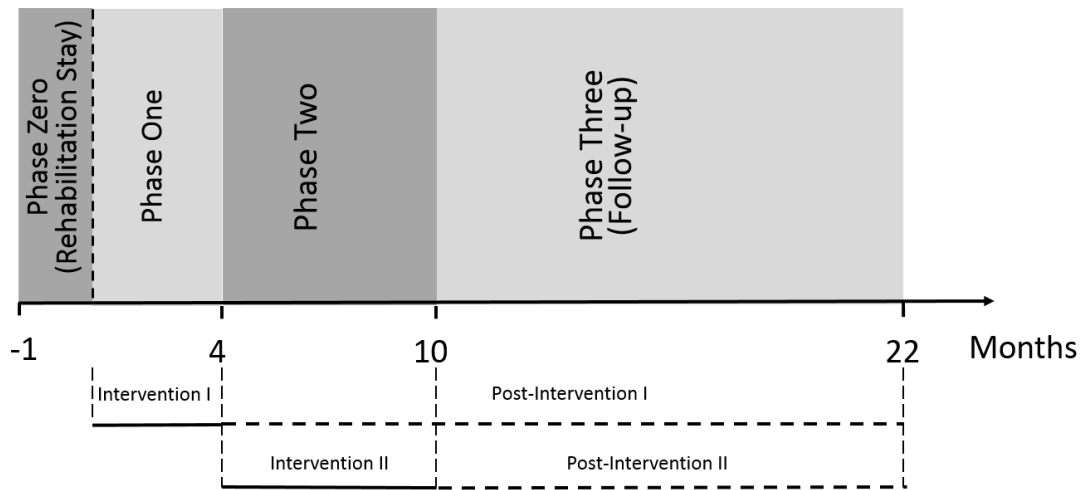 Phase Zero
(Rehabilitation Stay)
Phase One
Phase Two
Phase Three
(Follow-up)
-1
4
10
22
Months
Intervention I
Post-Intervention I
Intervention II
Post-Intervention II